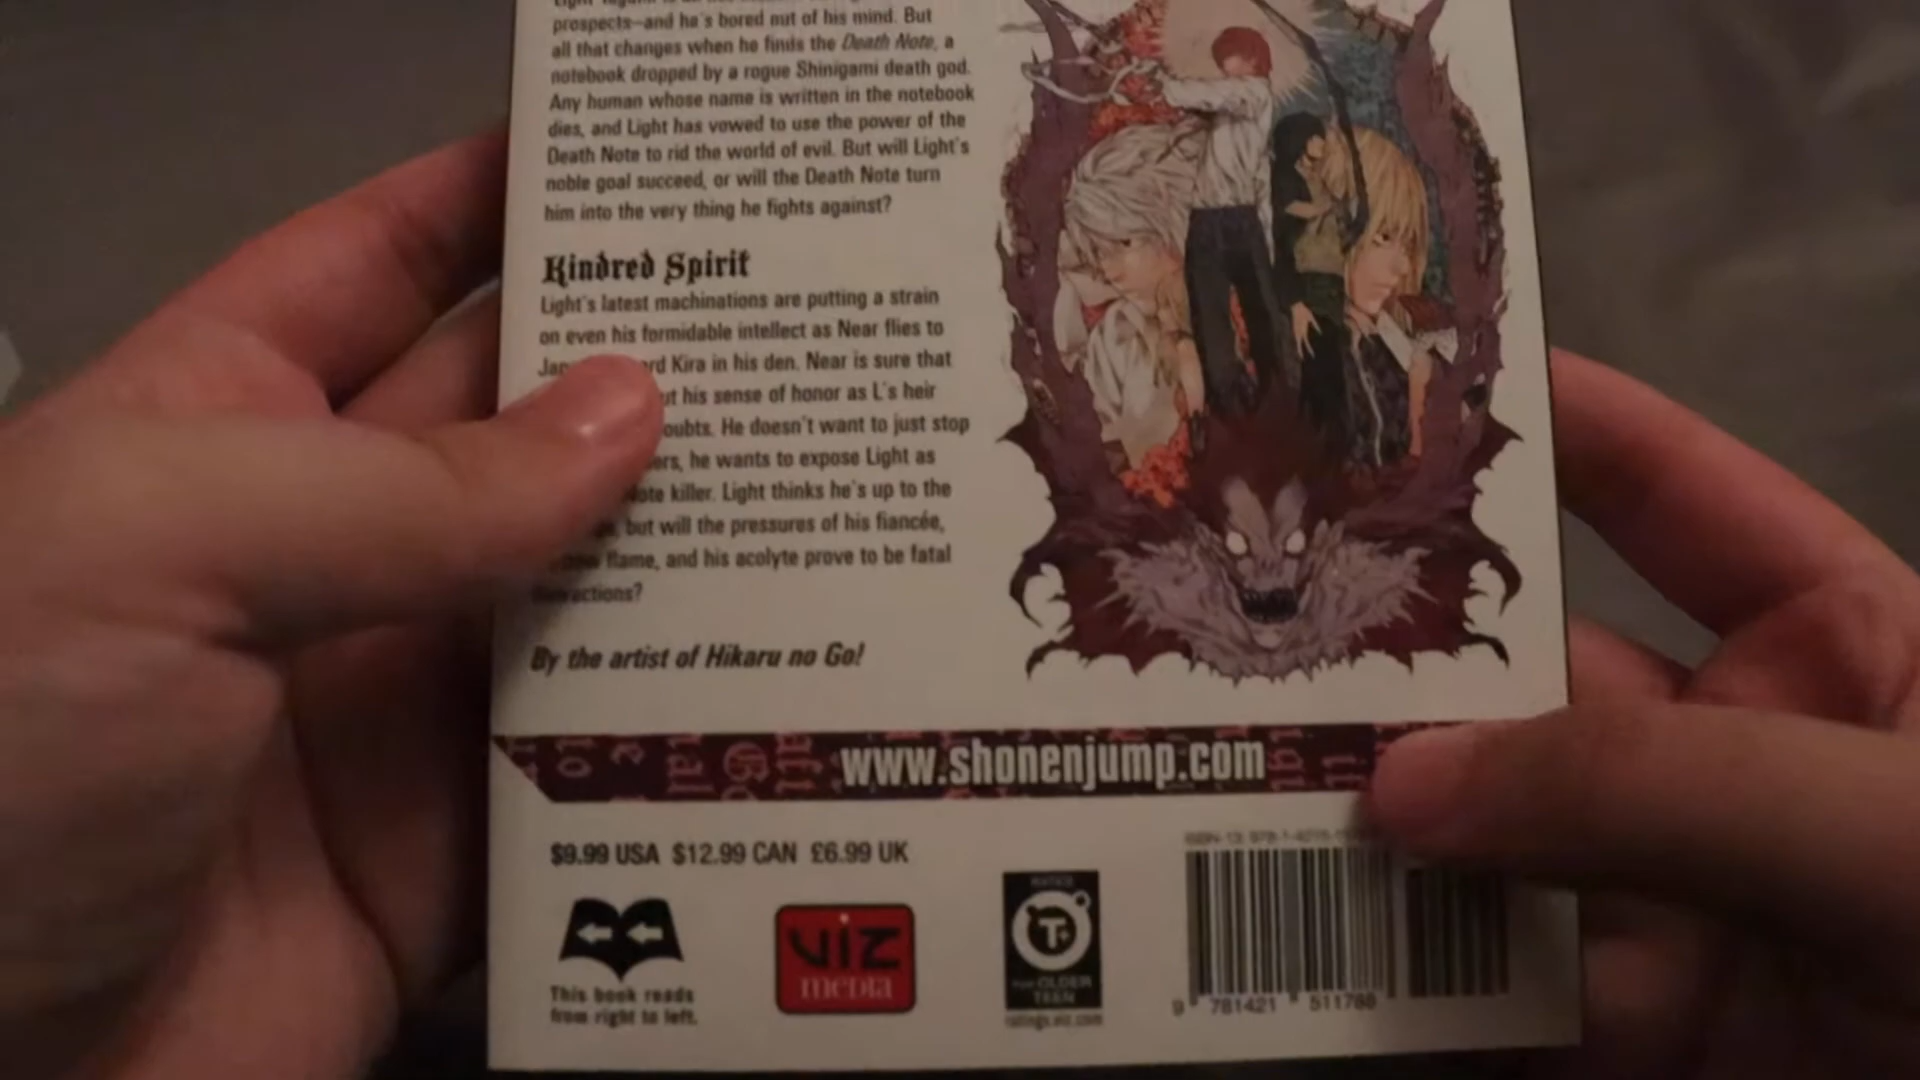 prospects—and he's bored out of his mind. But
all that changes when he finds the Death Note, a
notebook dropped by a rogue Shinigami death god.
Any human whose name is written in the notebook
dies, and Light has vowed to use the power of the
Death Note to rid the world of evil. But will Light's
noble goal succeed, or will the Death Note turn
him into the very thing he fights against?
Kindred Spirit
Light's latest machinations are putting a strain
on even his formidable intellect as Near flies to
Kira in his den. Near is sure that
his sense of honor as L's heir
He doesn't want to just stop
he wants to expose Light as
killer. Light thinks he's up to the
but will the pressures of his fiancée,
flame, and his acolyte prove to be fatal
By the artist of Hikaru no Go!
www.shonenjump.com
$9.99 USA $12.99 CAN £6.99 UK
This book reads
from right to left.
VIZ
media
T+
FOR OLDER
TEEN
ratings.viz.com
9 781421 511788